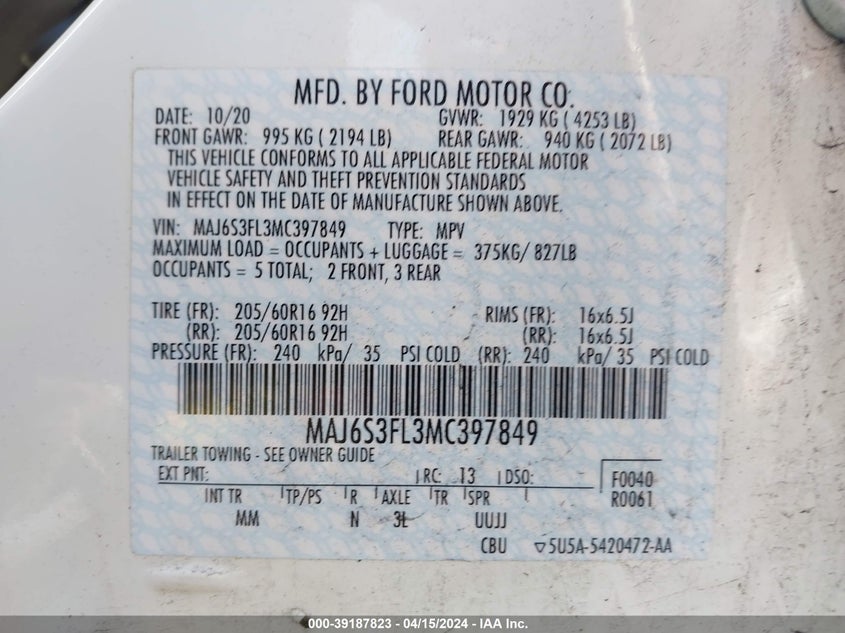 MFD. BY FORD MOTOR CO.
DATE: 10/20 GVWR: 1929 KG ( 4253 LB)
FRONT GAWR: 995 KG ( 2194 LB) REAR GAWR: 940 KG ( 2072 LB)
THIS VEHICLE CONFORMS TO ALL APPLICABLE FEDERAL MOTOR
VEHICLE SAFETY AND THEFT PREVENTION STANDARDS
IN EFFECT ON THE DATE OF MANUFACTURE SHOWN ABOVE.
VIN: MAJ6S3FL3MC397849 TYPE: MPV
MAXIMUM LOAD = OCCUPANTS + LUGGAGE = 375KG/ 827LB
OCCUPANTS = 5 TOTAL; 2 FRONT, 3 REAR
TIRE (FR): 205/60R16 92H RIMS (FR): 16x6.5J
(RR): 205/60R16 92H (RR): 16x6.5J
PRESSURE (FR): 240 kPa/ 35 PSI COLD (RR): 240 kPa/ 35 PSI COLD
MAJ6S3FL3MC397849
TRAILER TOWING - SEE OWNER GUIDE
EXT PNT: RC: 13 DSO: F0040
R0061
INT TR TP/PS R AXLE TR SPR
MM N 3L UUJJ
CBU ▽5U5A-5420472-AA
000-39187823 - 04/15/2024 - IAA Inc.